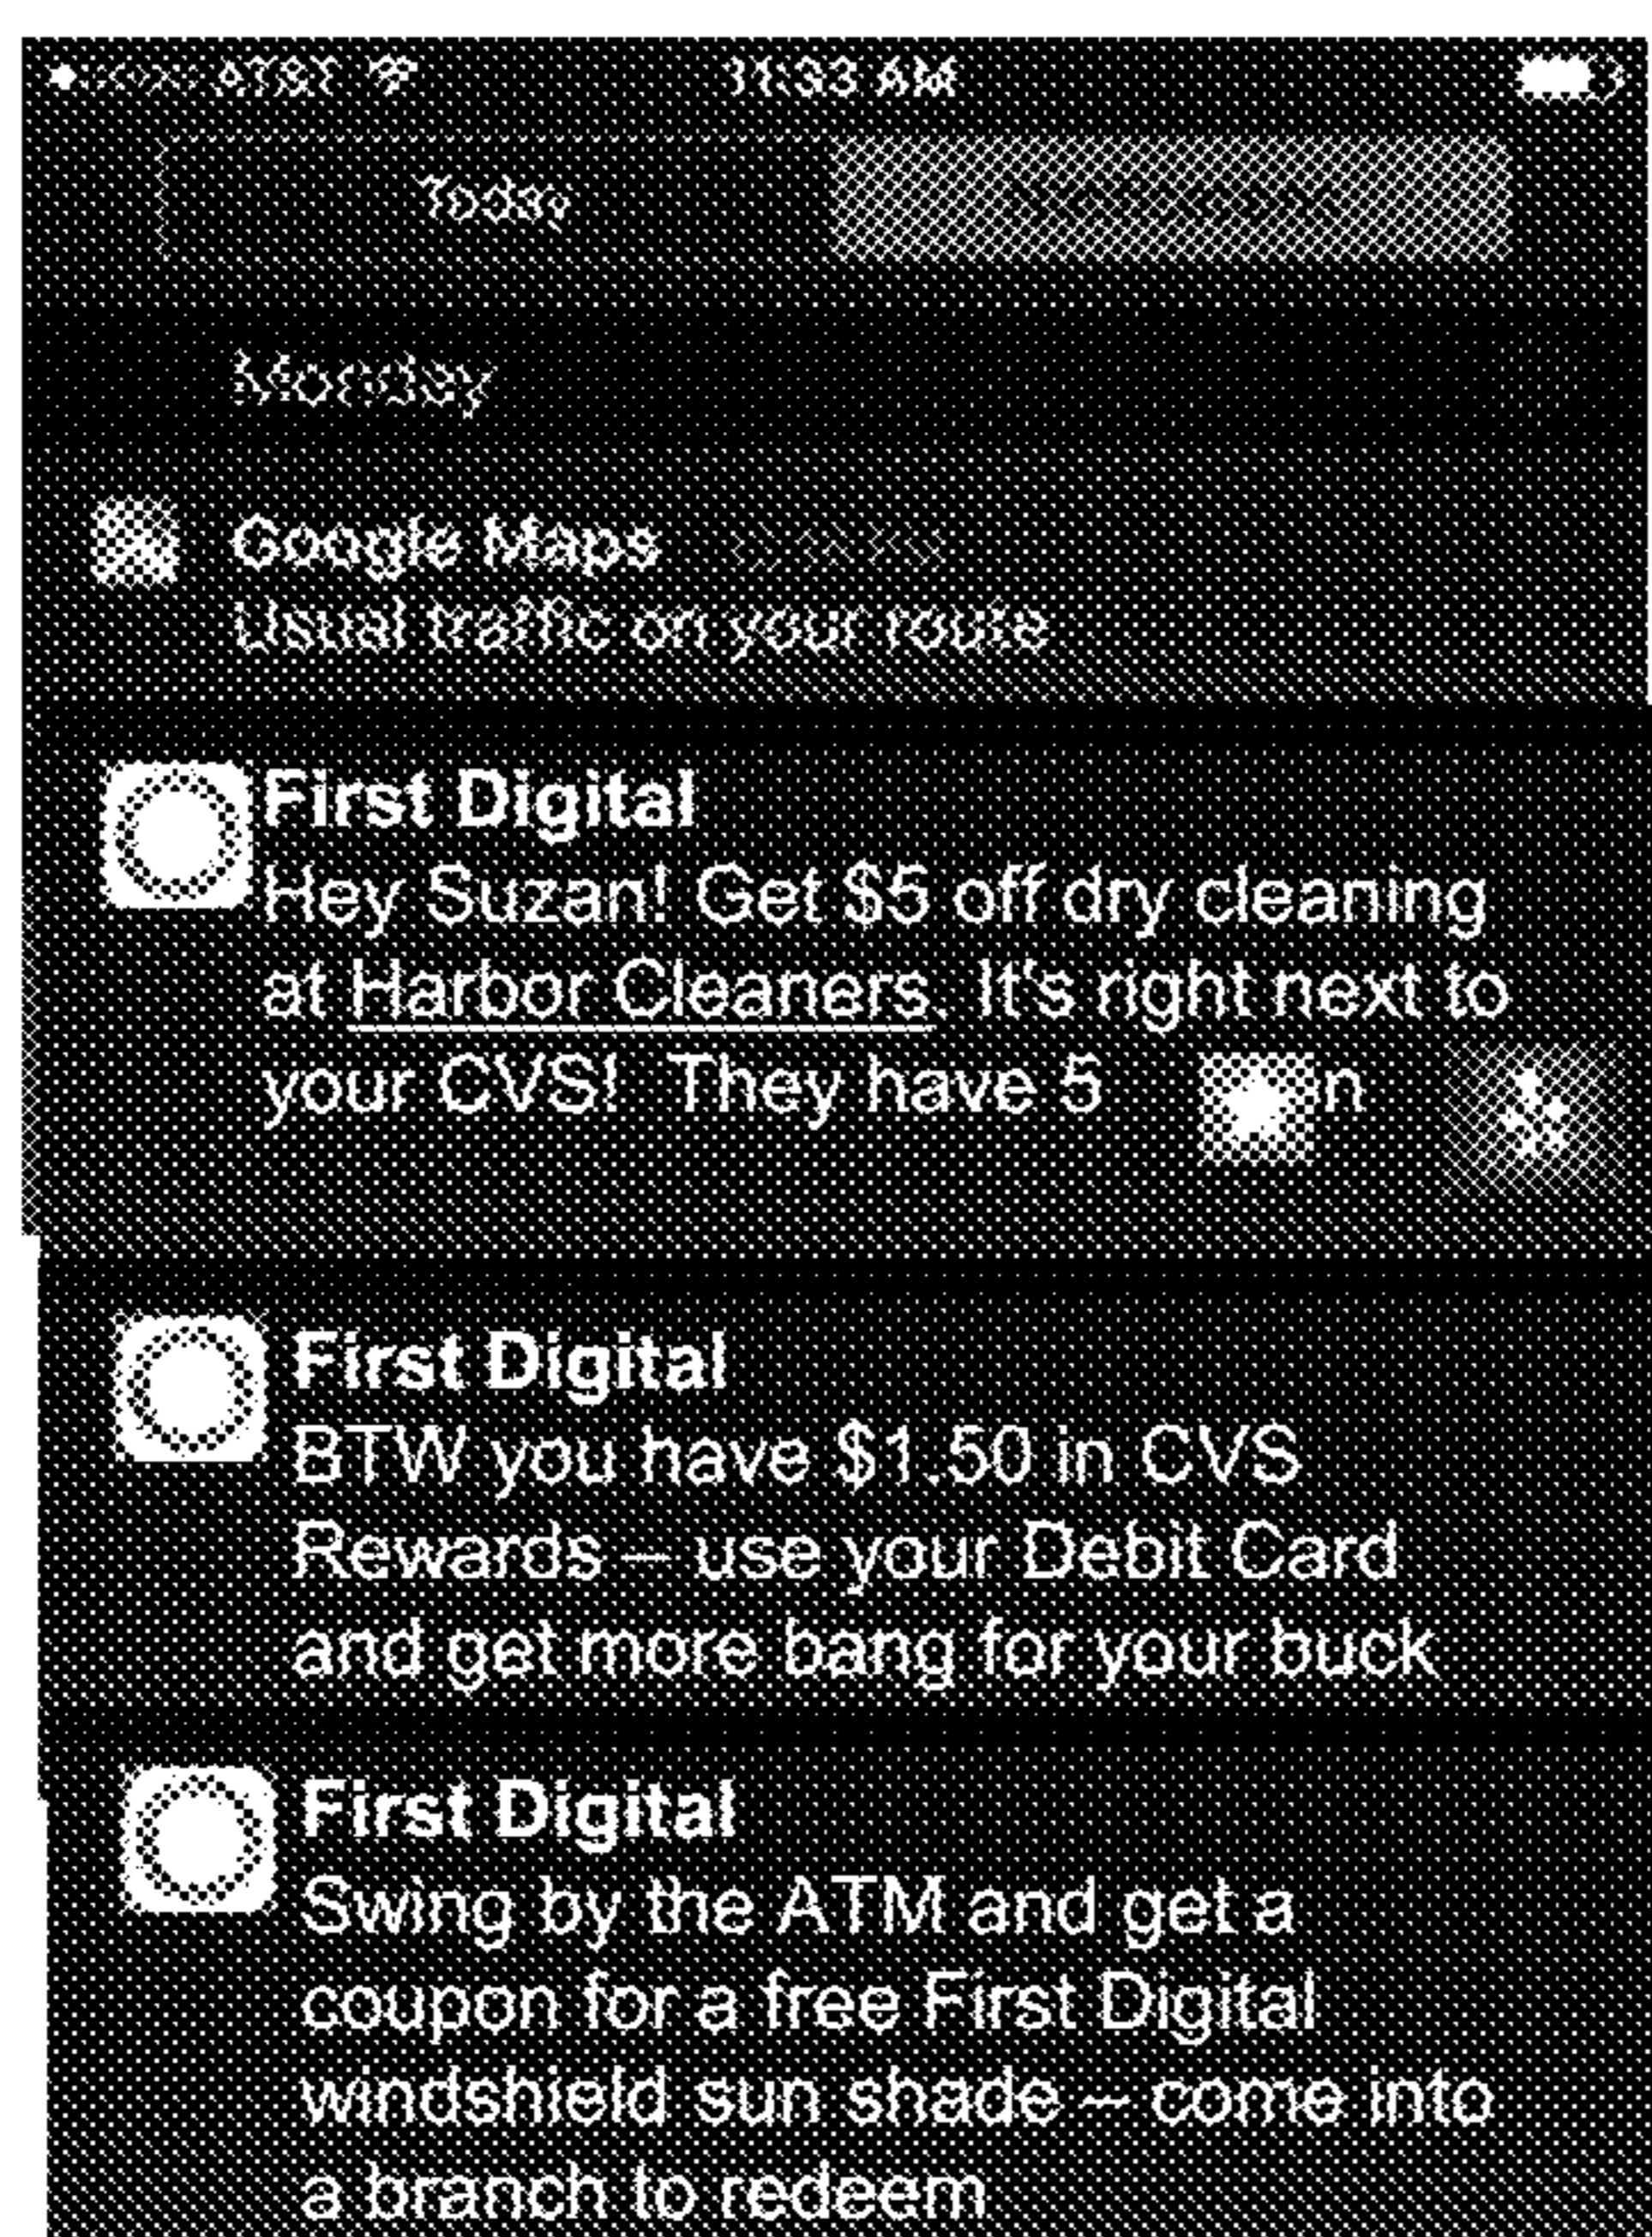 AT&T 11:33 AM
Today
Monday
Google Maps
Usual traffic on your route
First Digital
Hey Suzan! Get $5 off dry cleaning
at Harbor Cleaners. It's right next to
your CVS! They have 5 n
First Digital
BTW you have $1.50 in CVS
Rewards – use your Debit Card
and get more bang for your buck
First Digital
Swing by the ATM and get a
coupon for a free First Digital
windshield sun shade – come into
a branch to redeem